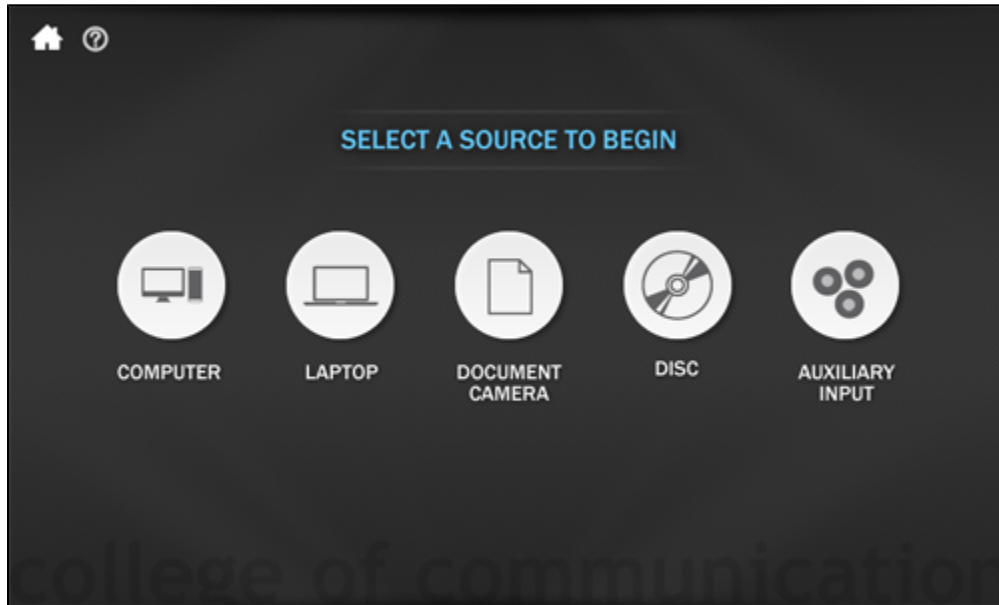 SELECT A SOURCE TO BEGIN
COMPUTER
LAPTOP
DOCUMENT
CAMERA
DISC
AUXILIARY
INPUT
college of communication